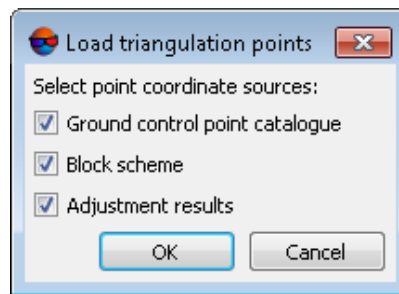 Load triangulation points
Select point coordinate sources:
Ground control point catalogue
Block scheme
Adjustment results
OK Cancel